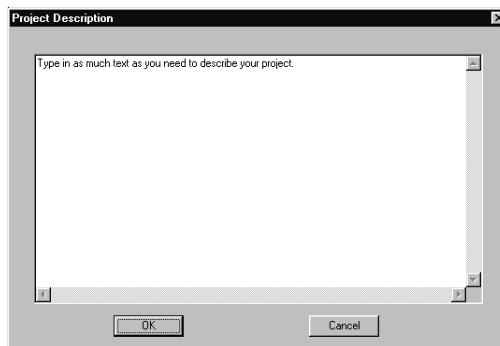 Project Description
Type in as much text as you need to describe your project.
OK
Cancel